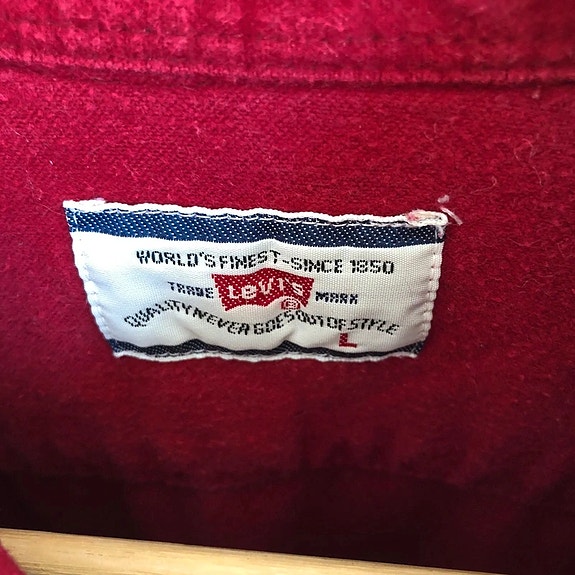 WORLD'S FINEST-SINCE 1850
TRADE LEVI'S ® MARK
QUALITY NEVER GOES OUT OF STYLE
L